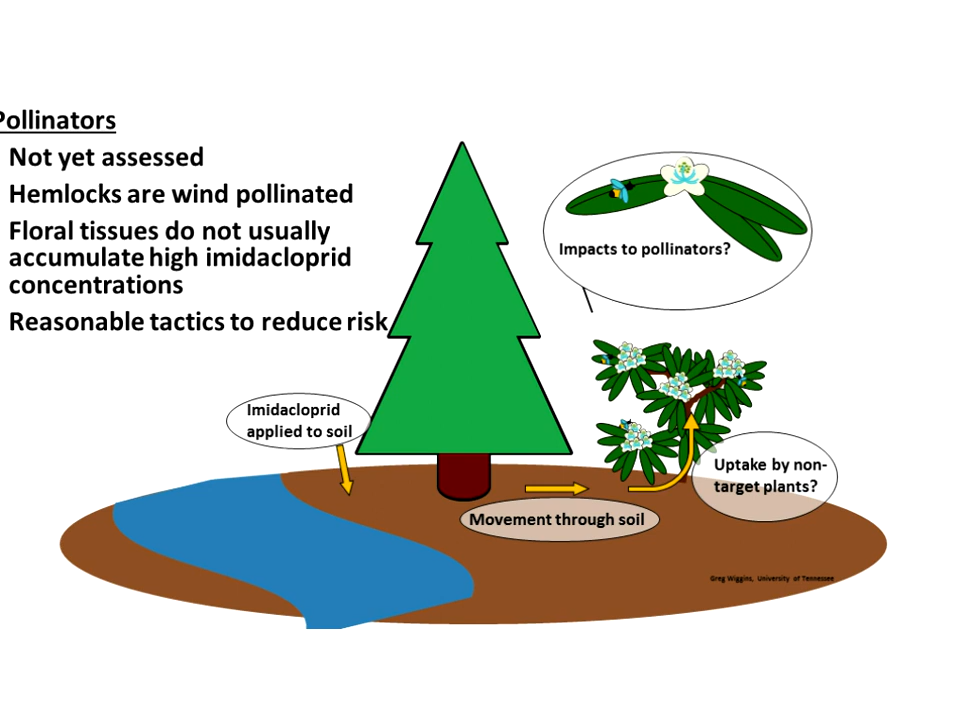 Pollinators
Not yet assessed
Hemlocks are wind pollinated
Floral tissues do not usually
accumulate high imidacloprid
concentrations
Reasonable tactics to reduce risk
Impacts to pollinators?
Imidacloprid
applied to soil
Uptake by non-
target plants?
Movement through soil
Greg Wiggins, University of Tennessee